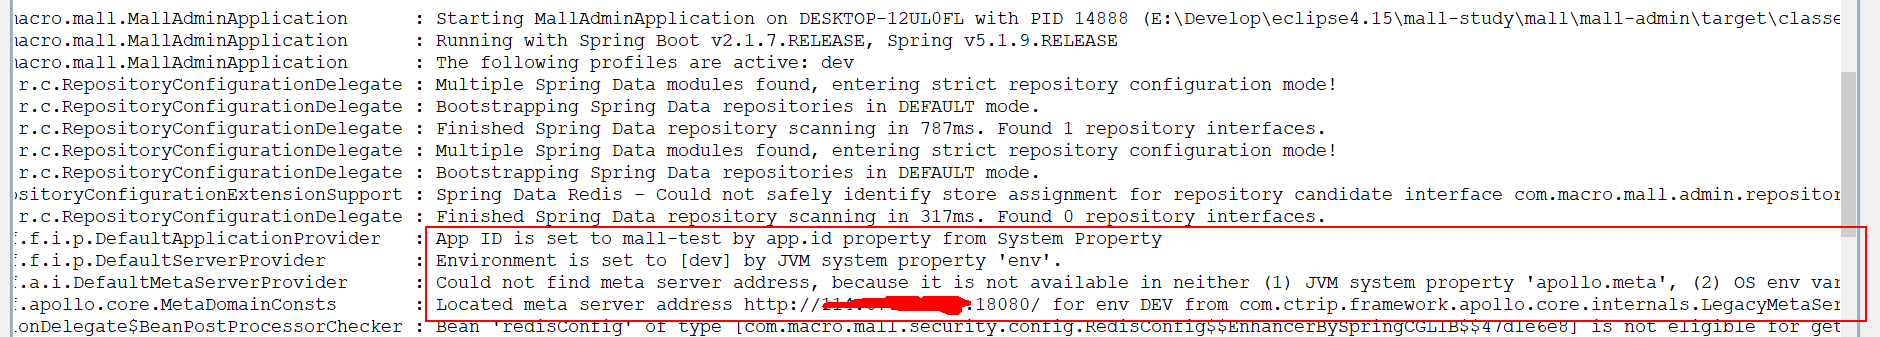 nacro.mall.MallAdminApplication : Starting MallAdminApplication on DESKTOP-12UL0FL with PID 14888 (E:\Develop\eclipse4.15\mall-study\mall\mall-admin\target\classe
nacro.mall.MallAdminApplication : Running with Spring Boot v2.1.7.RELEASE, Spring v5.1.9.RELEASE
nacro.mall.MallAdminApplication : The following profiles are active: dev
r.c.RepositoryConfigurationDelegate : Multiple Spring Data modules found, entering strict repository configuration mode!
r.c.RepositoryConfigurationDelegate : Bootstrapping Spring Data repositories in DEFAULT mode.
r.c.RepositoryConfigurationDelegate : Finished Spring Data repository scanning in 787ms. Found 1 repository interfaces.
r.c.RepositoryConfigurationDelegate : Multiple Spring Data modules found, entering strict repository configuration mode!
r.c.RepositoryConfigurationDelegate : Bootstrapping Spring Data repositories in DEFAULT mode.
ositoryConfigurationExtensionSupport : Spring Data Redis - Could not safely identify store assignment for repository candidate interface com.macro.mall.admin.repositor
r.c.RepositoryConfigurationDelegate : Finished Spring Data repository scanning in 317ms. Found 0 repository interfaces.
f.f.i.p.DefaultApplicationProvider : App ID is set to mall-test by app.id property from System Property
f.f.i.p.DefaultServerProvider : Environment is set to [dev] by JVM system property 'env'.
f.a.i.DefaultMetaServerProvider : Could not find meta server address, because it is not available in neither (1) JVM system property 'apollo.meta', (2) OS env var
f.apollo.core.MetaDomainConsts : Located meta server address http:// :18080/ for env DEV from com.ctrip.framework.apollo.core.internals.LegacyMetaSer
ionDelegate$BeanPostProcessorChecker : Bean 'redisConfig' of type [com.macro.mall.security.config.RedisConfig$$EnhancerBySpringCGLIB$$47d1e6e8] is not eligible for get